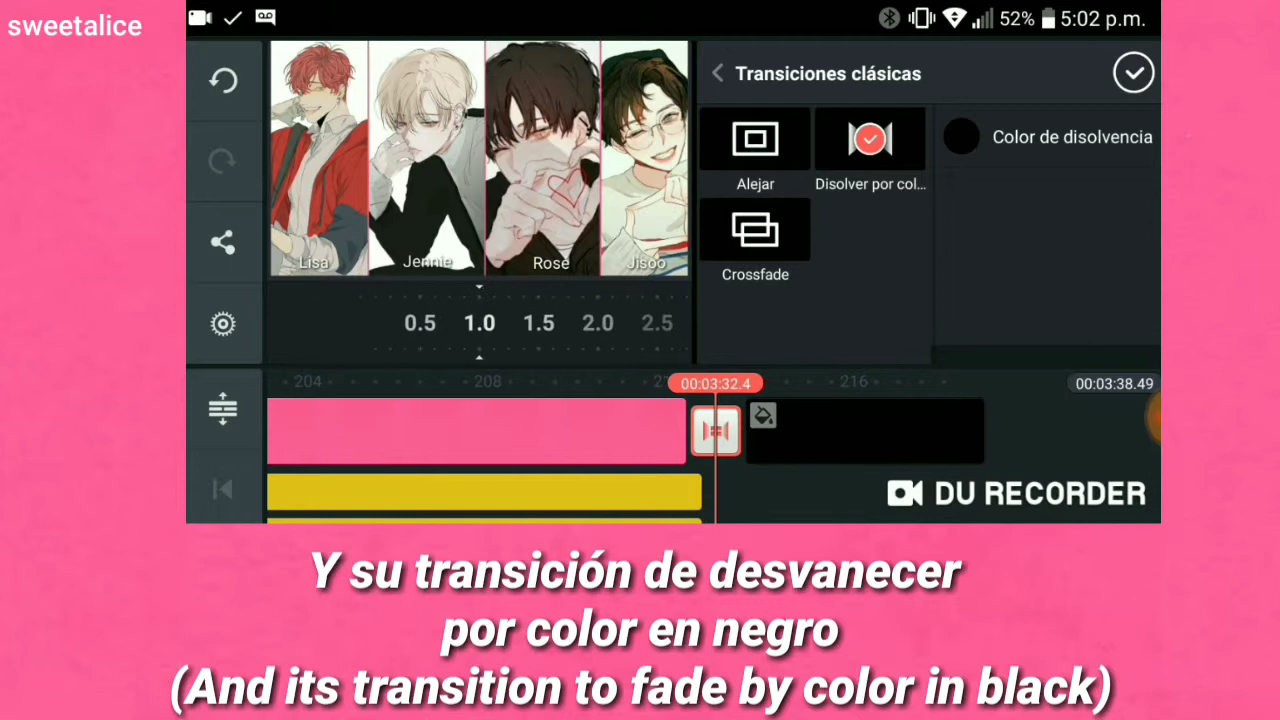 sweetalice
52% 5:02 p.m.
Transiciones clásicas
Alejar
Disolver por col...
Color de disolvencia
Crossfade
Lisa
Jennie
Rosé
Jisoo
0.5 1.0 1.5 2.0 2.5
204 208 216
00:03:32.4
00:03:38.49
DU RECORDER
Y su transición de desvanecer
por color en negro
(And its transition to fade by color in black)